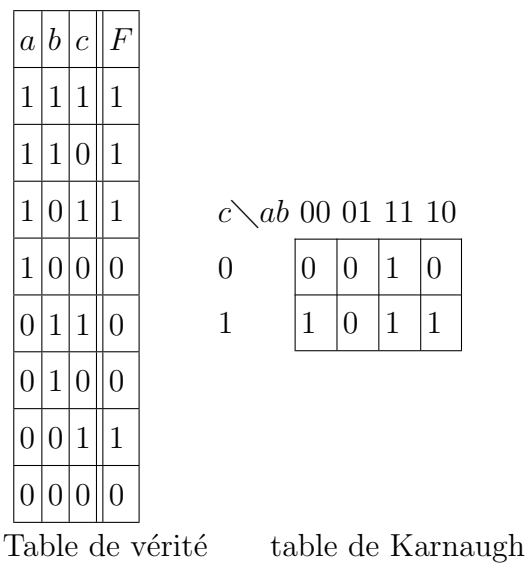 a b c F
1 1 1 1
1 1 0 1
1 0 1 1
1 0 0 0
0 1 1 0
0 1 0 0
0 0 1 1
0 0 0 0
c\ab 00 01 11 10
0 0 0 1 0
1 1 0 1 1
Table de vérité table de Karnaugh